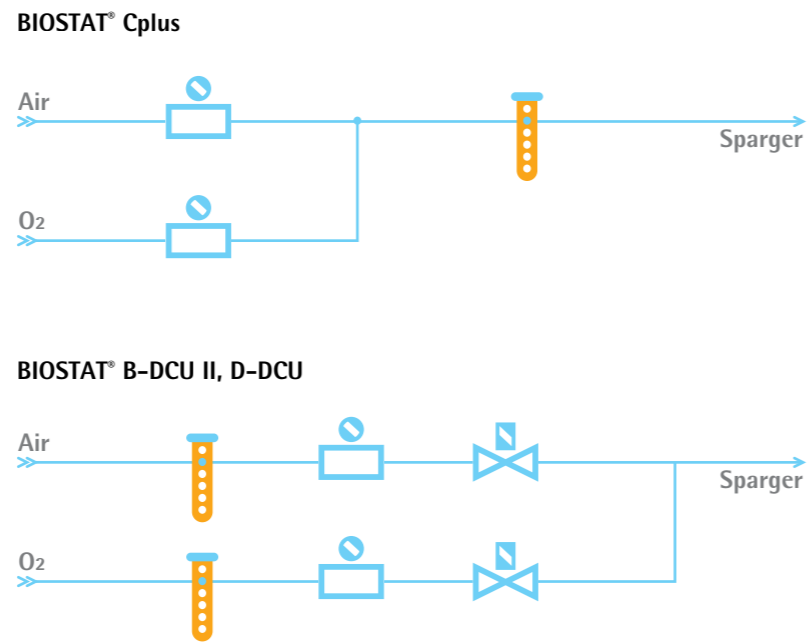 BIOSTAT® Cplus
Air
Sparger
O2
BIOSTAT® B-DCU II, D-DCU
Air
Sparger
O2